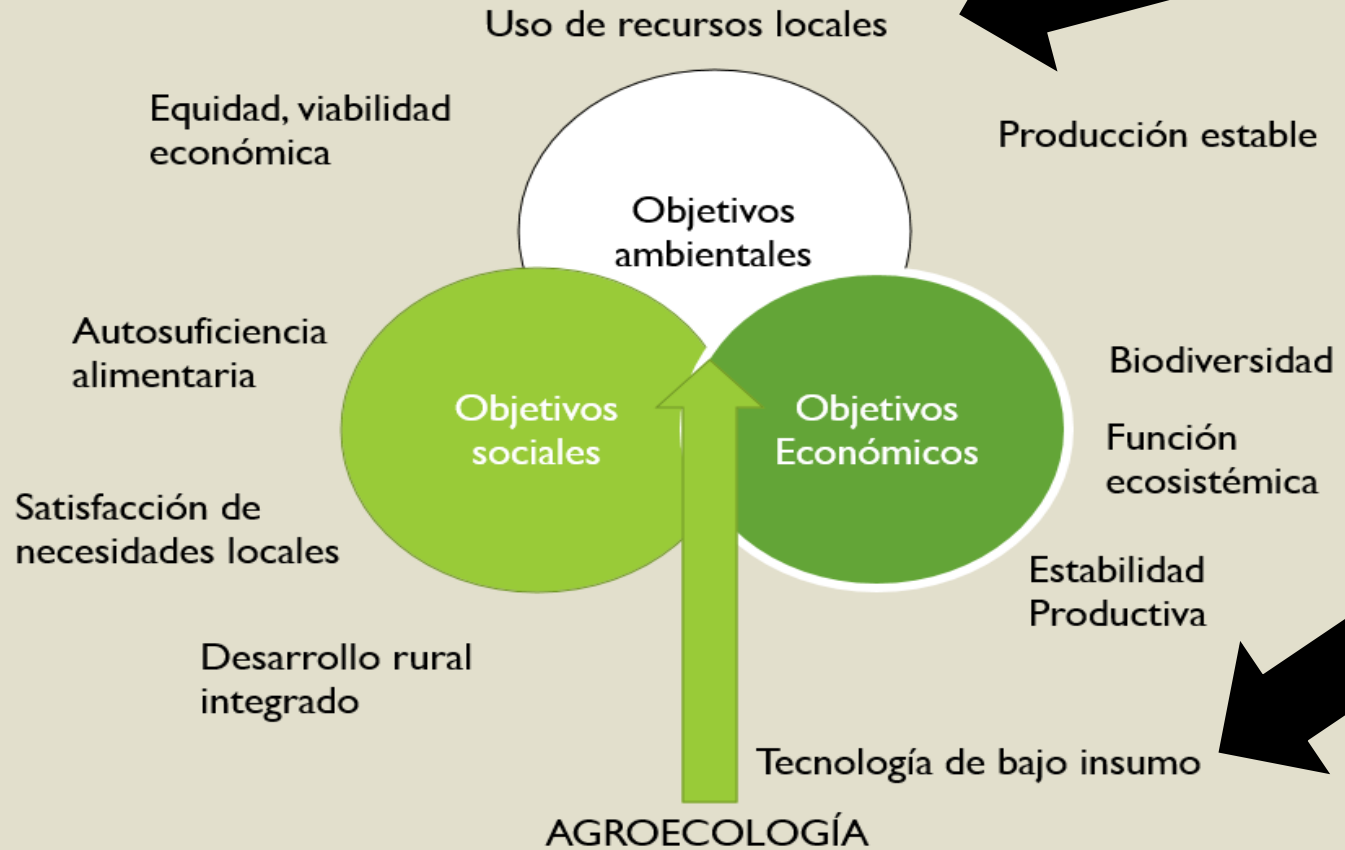 Uso de recursos locales
Equidad, viabilidad
económica
Producción estable
Objetivos
ambientales
Autosuficiencia
alimentaria
Biodiversidad
Objetivos
sociales
Objetivos
Económicos
Función
ecosistémica
Satisfacción de
necesidades locales
Estabilidad
Productiva
Desarrollo rural
integrado
Tecnología de bajo insumo
AGROECOLOGÍA